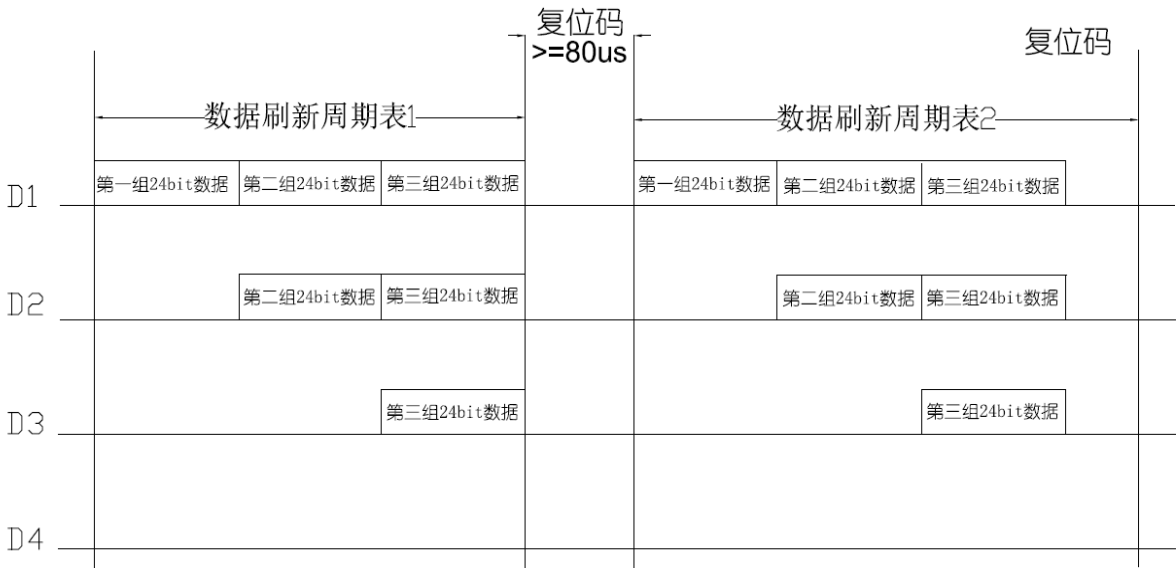 复位码
>=80us
复位码
数据刷新周期表1
数据刷新周期表2
D1
第一组24bit数据
第二组24bit数据
第三组24bit数据
第一组24bit数据
第二组24bit数据
第三组24bit数据
D2
第二组24bit数据
第三组24bit数据
第二组24bit数据
第三组24bit数据
D3
第三组24bit数据
第三组24bit数据
D4